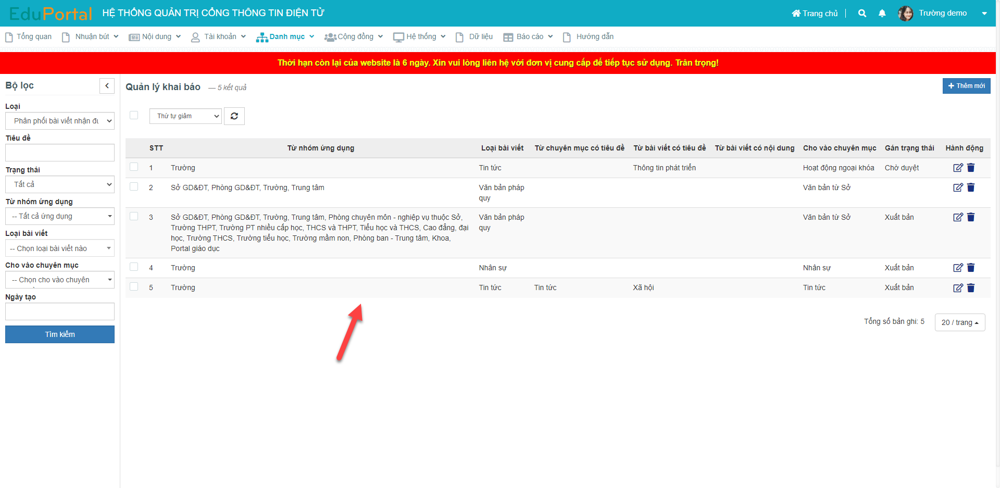 EduPortal HỆ THỐNG QUẢN TRỊ CỔNG THÔNG TIN ĐIỆN TỬ Trang chủ Trường demo
Tổng quan Nhuận bút Nội dung Tài khoản Danh mục Cộng đồng Hệ thống Dữ liệu Báo cáo Hướng dẫn
Thời hạn còn lại của website là 6 ngày. Xin vui lòng liên hệ với đơn vị cung cấp để tiếp tục sử dụng. Trân trọng!
Bộ lọc
Loại
Phân phối bài viết nhận
Tiêu đề
Trạng thái
Tất cả
Từ nhóm ứng dụng
-- Tất cả ứng dụng
Loại bài viết
-- Chọn loại bài viết nào
Cho vào chuyên mục
-- Chọn cho vào chuyên
Ngày tạo
Tìm kiếm
Quản lý khai báo — 5 kết quả
Thêm mới
Thứ tự giảm
STT Từ nhóm ứng dụng Loại bài viết Từ chuyên mục có tiêu đề Từ bài viết có tiêu đề Từ bài viết có nội dung Cho vào chuyên mục Gán trạng thái Hành động
1 Trường Tin tức Thông tin phát triển Hoạt động ngoại khóa Chờ duyệt
2 Sở GD&ĐT, Phòng GD&ĐT, Trường, Trung tâm Văn bản pháp Văn bản từ Sở
quy
3 Sở GD&ĐT, Phòng GD&ĐT, Trường, Trung tâm, Phòng chuyên môn - nghiệp vụ thuộc Sở, Văn bản pháp Văn bản từ Sở Xuất bản
Trường THPT, Trường PT nhiều cấp học, THCS và THPT, Tiểu học và THCS, Cao đẳng, đại quy
học, Trường THCS, Trường tiểu học, Trường mầm non, Phòng ban - Trung tâm, Khoa,
Portal giáo dục
4 Trường Nhân sự Nhân sự Xuất bản
5 Trường Tin tức Tin tức Xã hội Tin tức Xuất bản
Tổng số bản ghi: 5 20 / trang